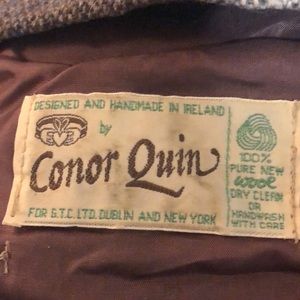 DESIGNED AND HANDMADE IN IRELAND
by
Conor Quin
FOR G.T.C. LTD. DUBLIN AND NEW YORK
100%
PURE NEW
WOOL
DRY CLEAN
OR
HANDWASH
WITH CARE